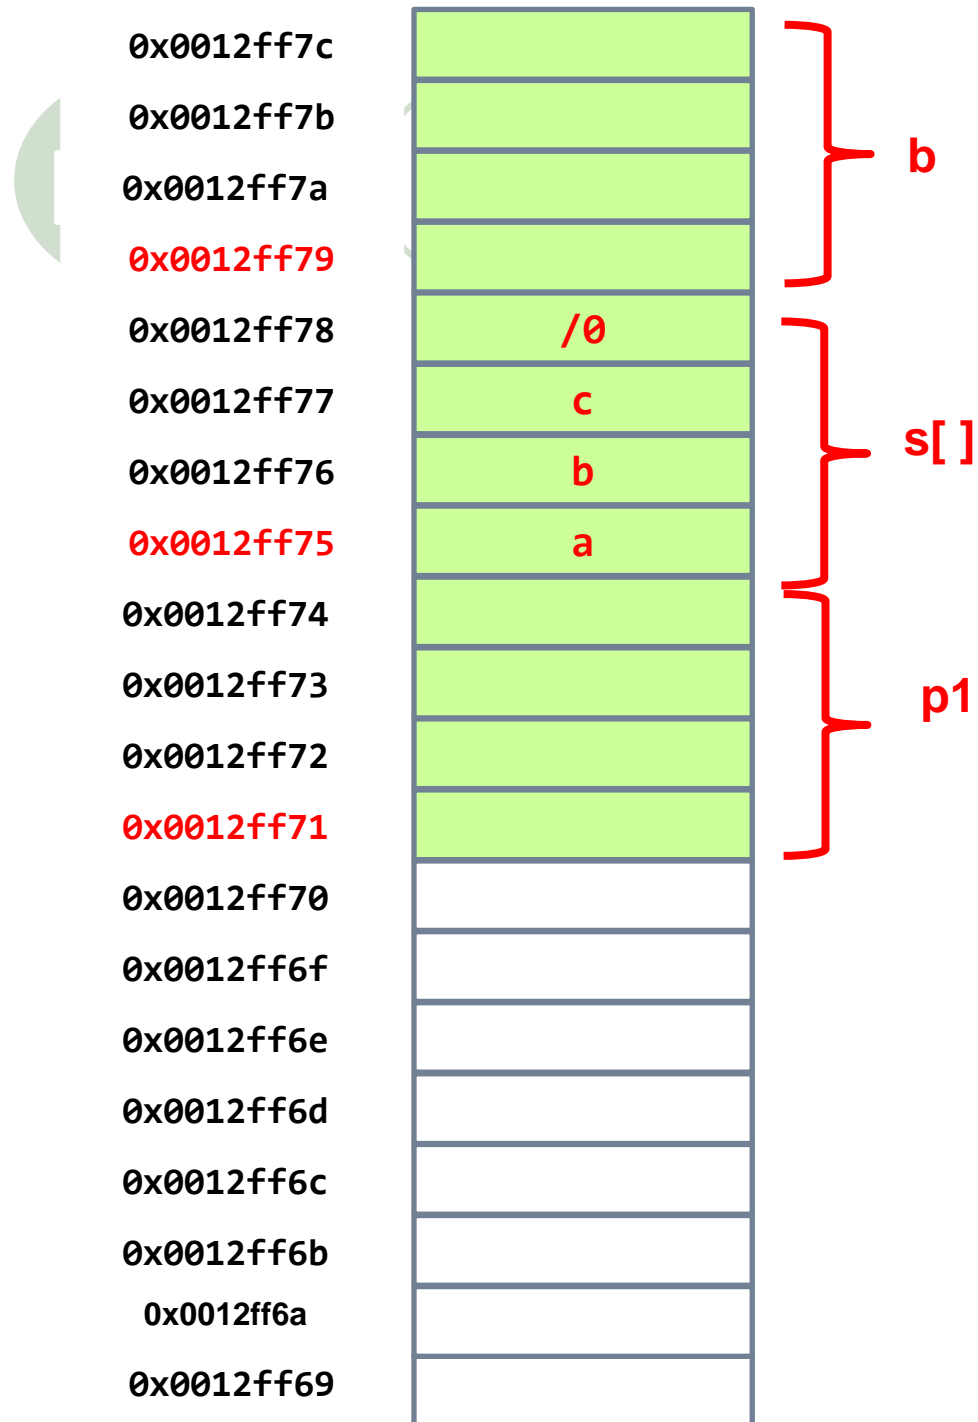 0x0012ff7c
0x0012ff7b
b
0x0012ff7a
0x0012ff79
0x0012ff78 /0
0x0012ff77 c
s[ ]
0x0012ff76 b
0x0012ff75 a
0x0012ff74
0x0012ff73
p1
0x0012ff72
0x0012ff71
0x0012ff70
0x0012ff6f
0x0012ff6e
0x0012ff6d
0x0012ff6c
0x0012ff6b
0x0012ff6a
0x0012ff69